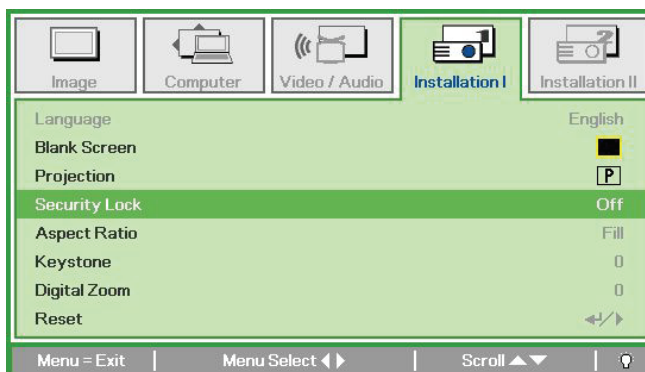 Image Computer Video / Audio Installation I Installation II
Language English
Blank Screen
Projection P
Security Lock Off
Aspect Ratio Fill
Keystone 0
Digital Zoom 0
Reset
Menu = Exit Menu Select Scroll